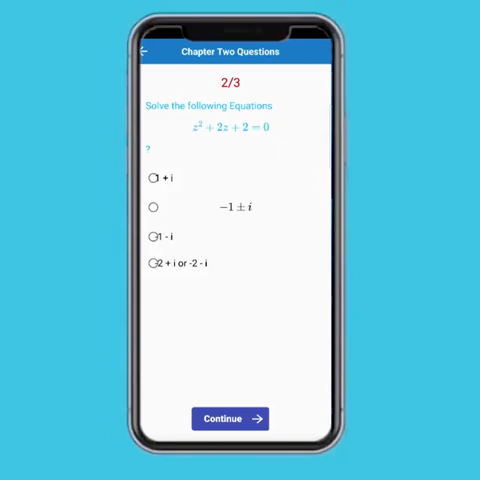 Chapter Two Questions
2/3
Solve the following Equations
z² + 2z + 2 = 0
?
1 + i
−1 ± i
-1 - i
-2 + i or -2 - i
Continue